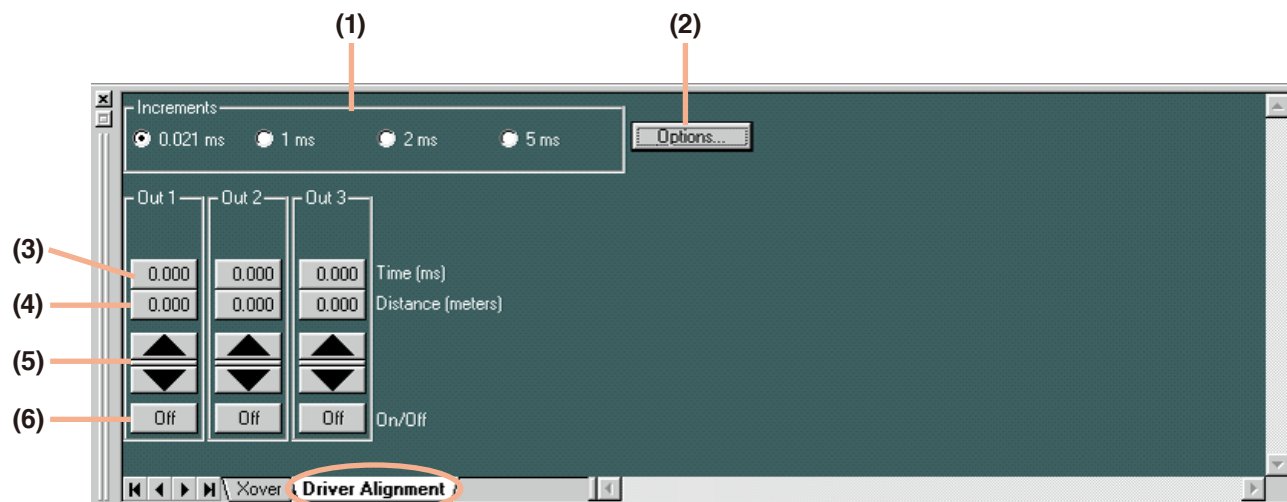 (1) (2)
Increments
0.021 ms 1 ms 2 ms 5 ms Options...
Out 1 Out 2 Out 3
(3) 0.000 0.000 0.000 Time (ms)
(4) 0.000 0.000 0.000 Distance (meters)
(5)
(6) Off Off Off On/Off
Xover Driver Alignment